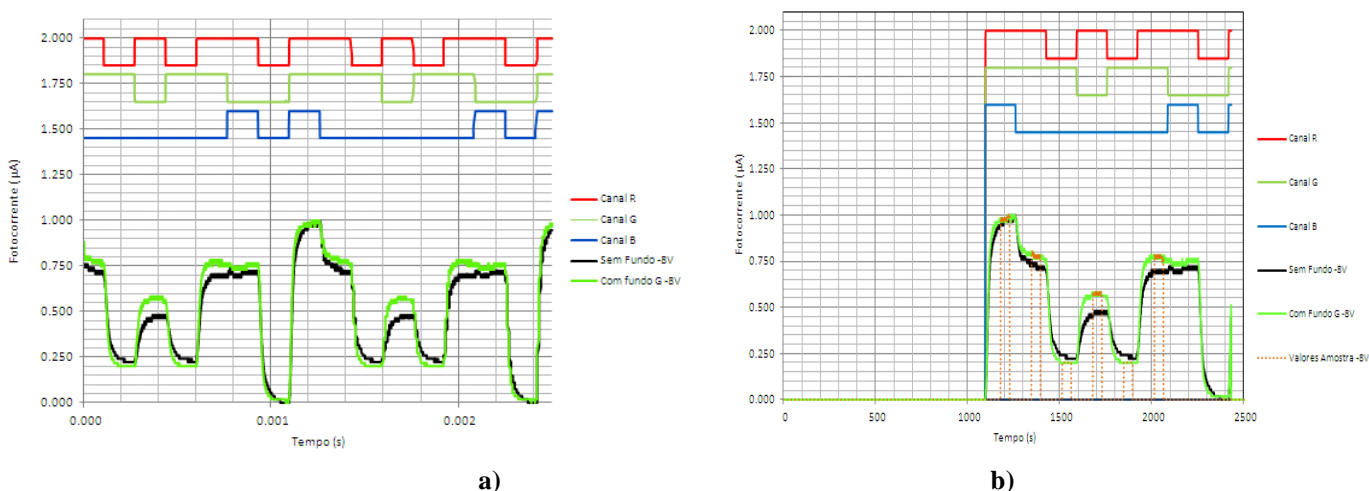 2.000
1.750
1.500
1.250
1.000
0.750
0.500
0.250
0.000
Fotocorrente (µA)
0.000
0.001
0.002
Tempo (s)
Canal R
Canal G
Canal B
Sem Fundo -8V
Com fundo G -8V
a)
2.000
1.750
1.500
1.250
1.000
0.750
0.500
0.250
0.000
Fotocorrente (µA)
0
500
1000
1500
2000
2500
Tempo (s)
Canal R
Canal G
Canal B
Sem Fundo -8V
Com Fundo G -8V
Valores Amostra -8V
b)